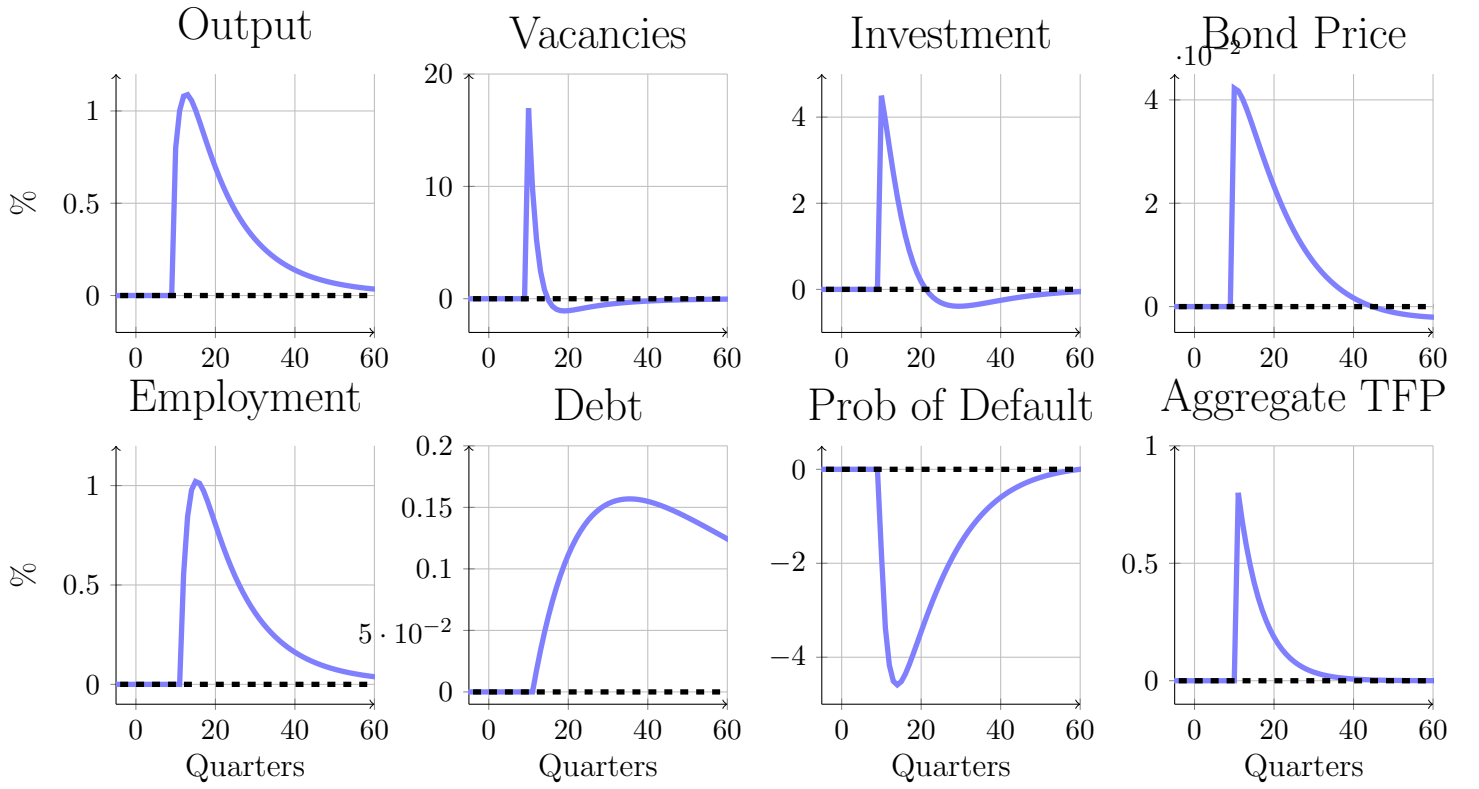 Output
Vacancies
Investment
Bond Price
·10⁻²
%
1
0.5
0
0 20 40 60
20
10
0
0 20 40 60
4
2
0
0 20 40 60
4
2
0
0 20 40 60
Employment
Debt
Prob of Default
Aggregate TFP
%
1
0.5
0
0 20 40 60
Quarters
0.2
0.15
0.1
5 · 10⁻²
0
0 20 40 60
Quarters
0
−2
−4
0 20 40 60
Quarters
1
0.5
0
0 20 40 60
Quarters